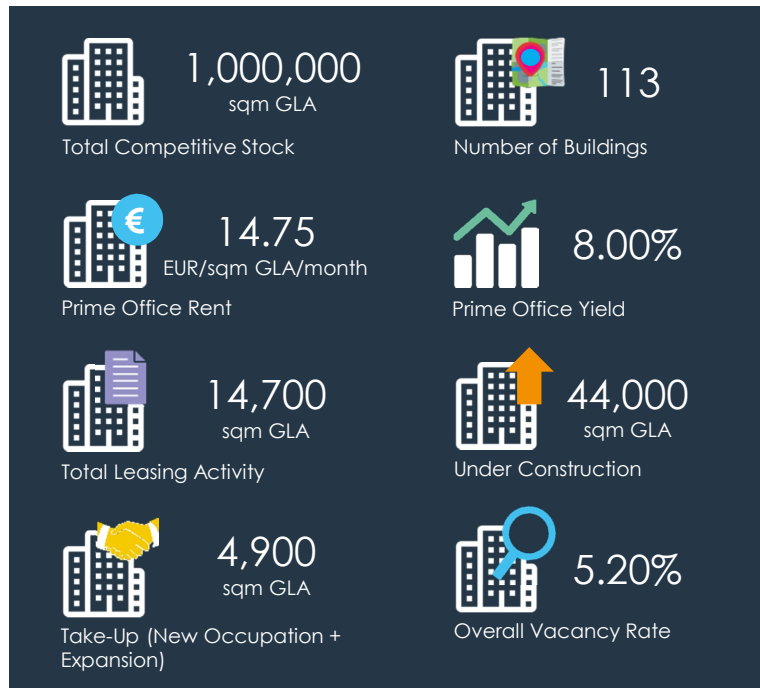 1,000,000
sqm GLA
Total Competitive Stock
113
Number of Buildings
€
14.75
EUR/sqm GLA/month
Prime Office Rent
8.00%
Prime Office Yield
14,700
sqm GLA
Total Leasing Activity
44,000
sqm GLA
Under Construction
4,900
sqm GLA
Take-Up (New Occupation +
Expansion)
5.20%
Overall Vacancy Rate